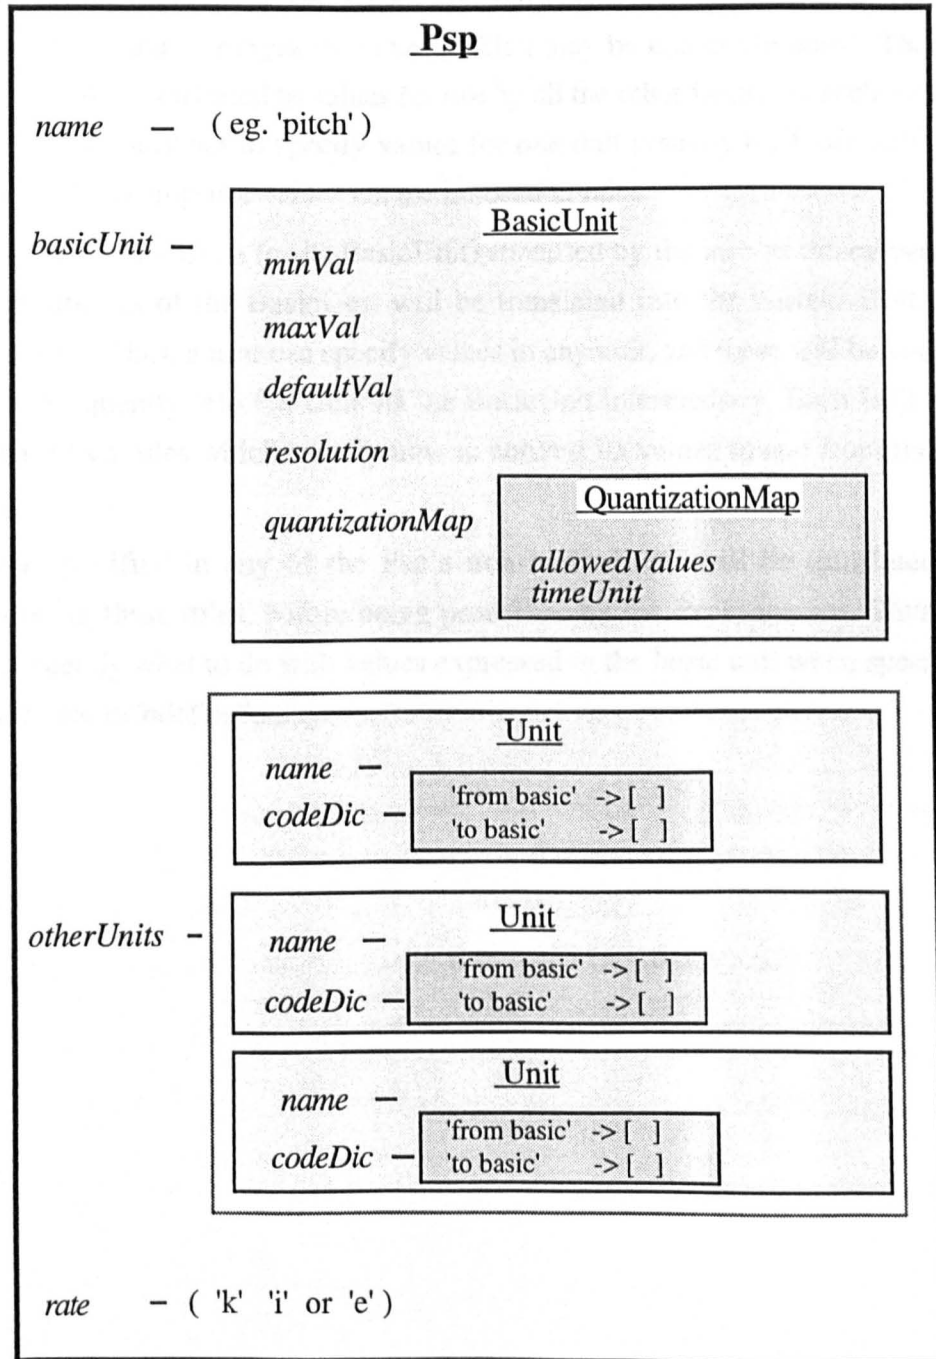 Psp
name — ( eg. 'pitch' )
basicUnit —
BasicUnit
minVal
maxVal
defaultVal
resolution
quantizationMap
QuantizationMap
allowedValues
timeUnit
otherUnits –
Unit
name —
codeDic —
'from basic' ->[ ]
'to basic' ->[ ]
Unit
name —
codeDic —
'from basic' ->[ ]
'to basic' ->[ ]
Unit
name —
codeDic —
'from basic' ->[ ]
'to basic' ->[ ]
rate — ( 'k' 'i' or 'e' )